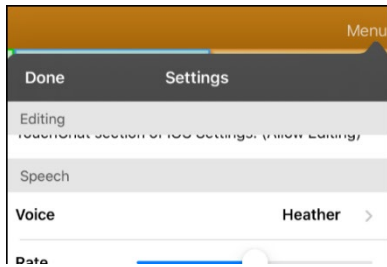 Menu
Done Settings
Editing
TouchChat section of iOS Settings. (Allow Editing)
Speech
Voice Heather >
Rate